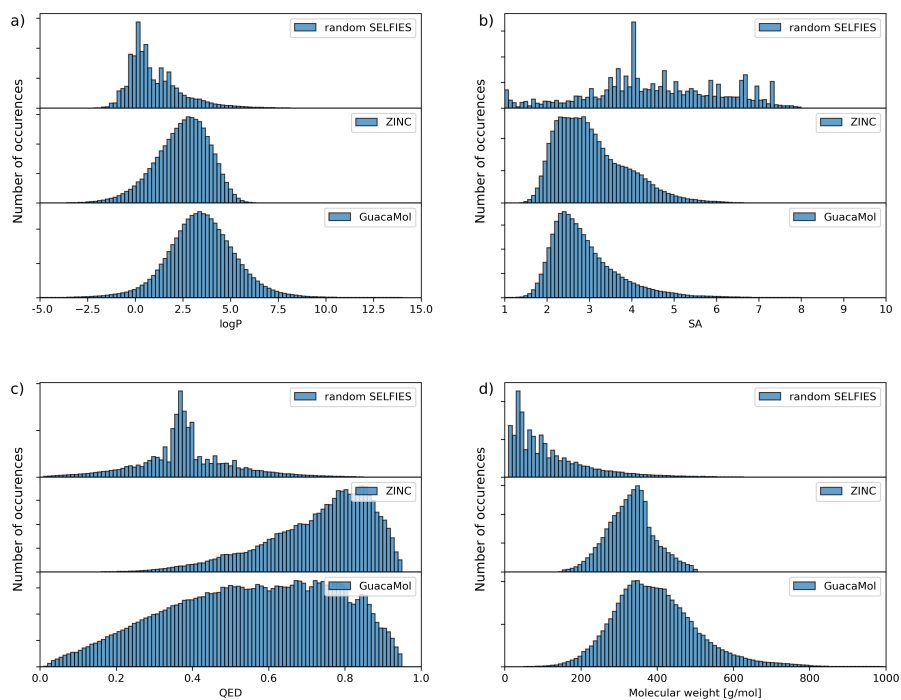 a)
random SELFIES
ZINC
GuacaMol
Number of occurences
-5.0 −2.5 0.0 2.5 5.0 7.5 10.0 12.5 15.0
logP
b)
random SELFIES
ZINC
GuacaMol
Number of occurences
1 2 3 4 5 6 7 8 9 10
SA
c)
random SELFIES
ZINC
GuacaMol
Number of occurences
0.0 0.2 0.4 0.6 0.8 1.0
QED
d)
random SELFIES
ZINC
GuacaMol
Number of occurences
0 200 400 600 800 1000
Molecular weight [g/mol]